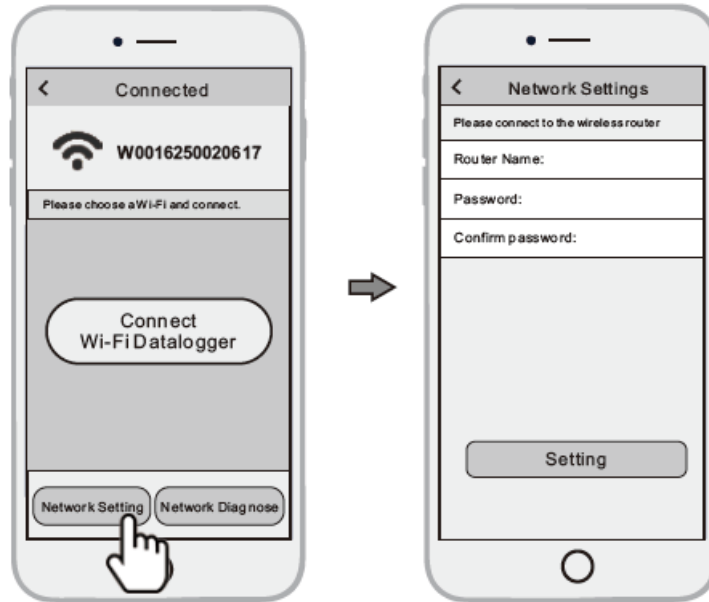 Connected
W0016250020617
Please choose a Wi-Fi and connect.
Connect
Wi-Fi Datalogger
Network Setting
Network Diagnose
Network Settings
Please connect to the wireless router
Router Name:
Password:
Confirm password:
Setting